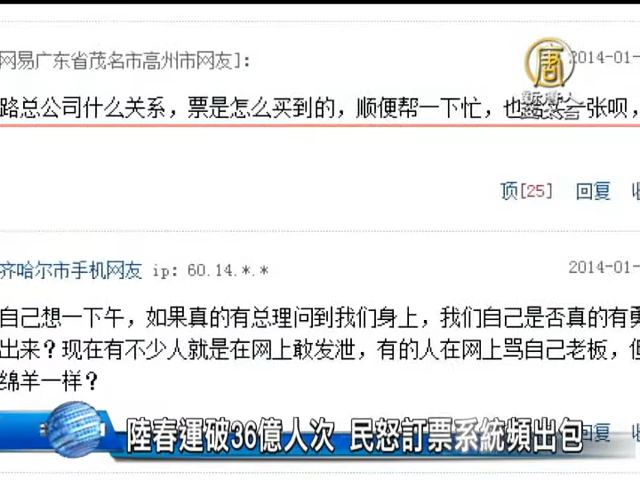 网易广东省茂名市高州市网友]:
2014-01-
路总公司什么关系，票是怎么买到的，顺便帮一下忙，也给我一张呗，
唐
新唐人
顶[25] 回复
齐哈尔市手机网友 ip: 60.14.*.*
2014-01-
自己想一下午，如果真的有总理问到我们身上，我们自己是否真的有勇
出来？现在有不少人就是在网上敢发泄，有的人在网上骂自己老板，但
绵羊一样？
陸春運破36億人次 民怒訂票系統頻出包
回复